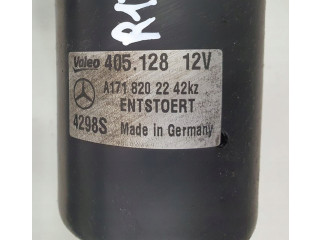 Valeo 405.128 12V
A171 820 22 42kz
ENTSTOERT
4298S Made in Germany